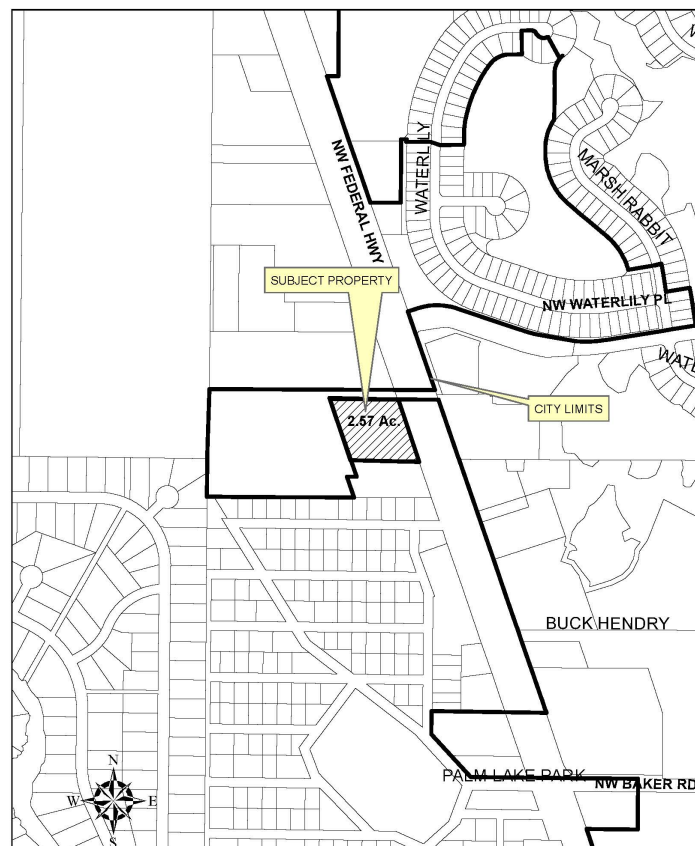 WATERLILY
MARSH RABBIT
NW FEDERAL HWY
SUBJECT PROPERTY
NW WATERLILY PL
WATE
CITY LIMITS
2.57 Ac.
BUCK HENDRY
PALM LAKE PARK
NW BAKER RD
N
W E
S